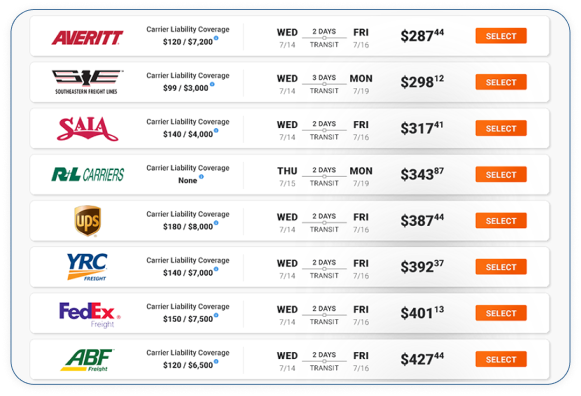 AVERITT
Carrier Liability Coverage
$120 / $7,200
WED 2 DAYS FRI
7/14 TRANSIT 7/16
$287 44
SELECT
SOUTHEASTERN FREIGHT LINES
Carrier Liability Coverage
$99 / $3,000
WED 3 DAYS MON
7/14 TRANSIT 7/19
$298 12
SELECT
SAIA
Carrier Liability Coverage
$140 / $4,000
WED 2 DAYS FRI
7/14 TRANSIT 7/16
$317 41
SELECT
R+L CARRIERS
Carrier Liability Coverage
None
THU 2 DAYS MON
7/15 TRANSIT 7/19
$343 87
SELECT
ups
Carrier Liability Coverage
$180 / $8,000
WED 2 DAYS FRI
7/14 TRANSIT 7/16
$387 44
SELECT
YRC
FREIGHT
Carrier Liability Coverage
$140 / $7,000
WED 2 DAYS FRI
7/14 TRANSIT 7/16
$392 37
SELECT
FedEx
Freight
Carrier Liability Coverage
$150 / $7,500
WED 2 DAYS FRI
7/14 TRANSIT 7/16
$401 13
SELECT
ABF
Freight
Carrier Liability Coverage
$120 / $6,500
WED 2 DAYS FRI
7/14 TRANSIT 7/16
$427 44
SELECT